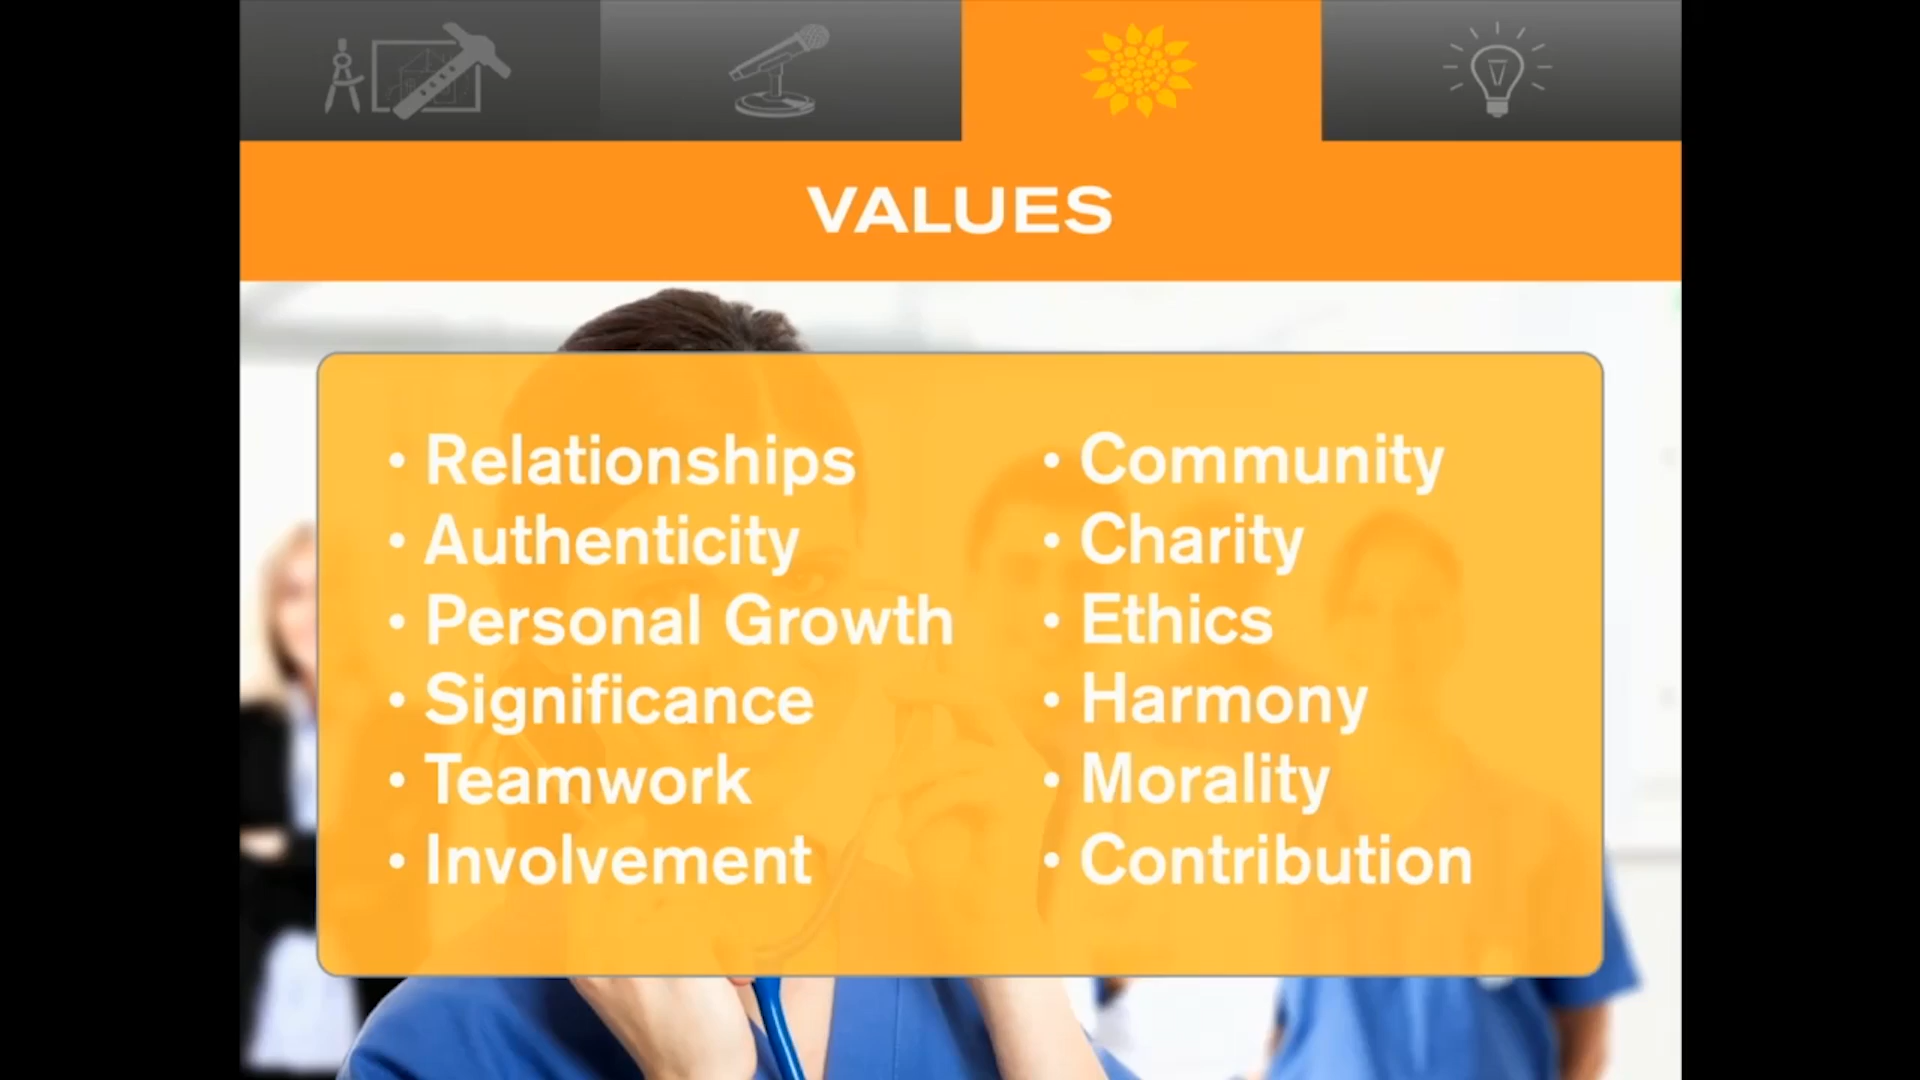 VALUES
• Relationships
• Authenticity
• Personal Growth
• Significance
• Teamwork
• Involvement
• Community
• Charity
• Ethics
• Harmony
• Morality
• Contribution